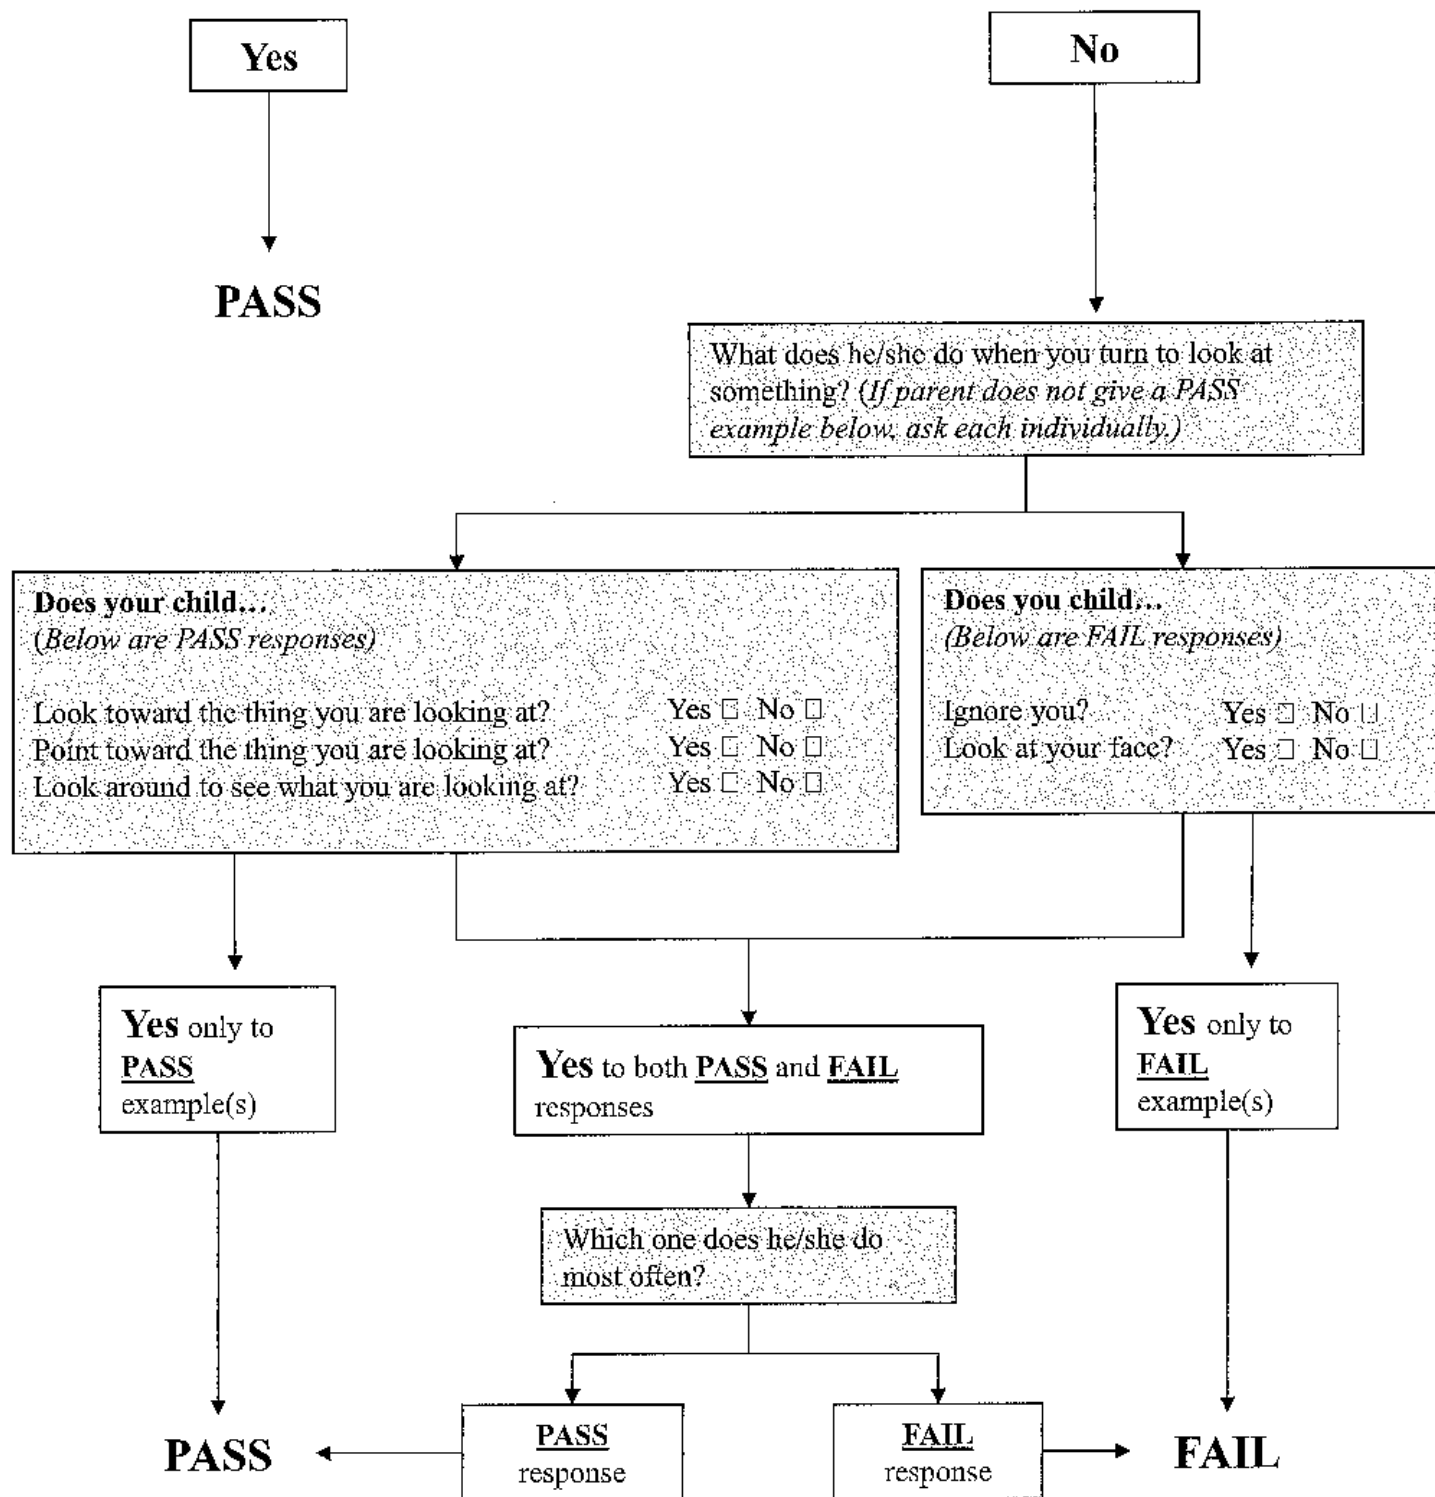 Yes
No
PASS
What does he/she do when you turn to look at
something? (If parent does not give a PASS
example below, ask each individually.)
Does your child...
(Below are PASS responses)
Look toward the thing you are looking at? Yes □ No □
Point toward the thing you are looking at? Yes □ No □
Look around to see what you are looking at? Yes □ No □
Does you child...
(Below are FAIL responses)
Ignore you? Yes □ No □
Look at your face? Yes □ No □
Yes only to
PASS
example(s)
Yes to both PASS and FAIL
responses
Yes only to
FAIL
example(s)
Which one does he/she do
most often?
PASS
PASS
response
FAIL
response
FAIL